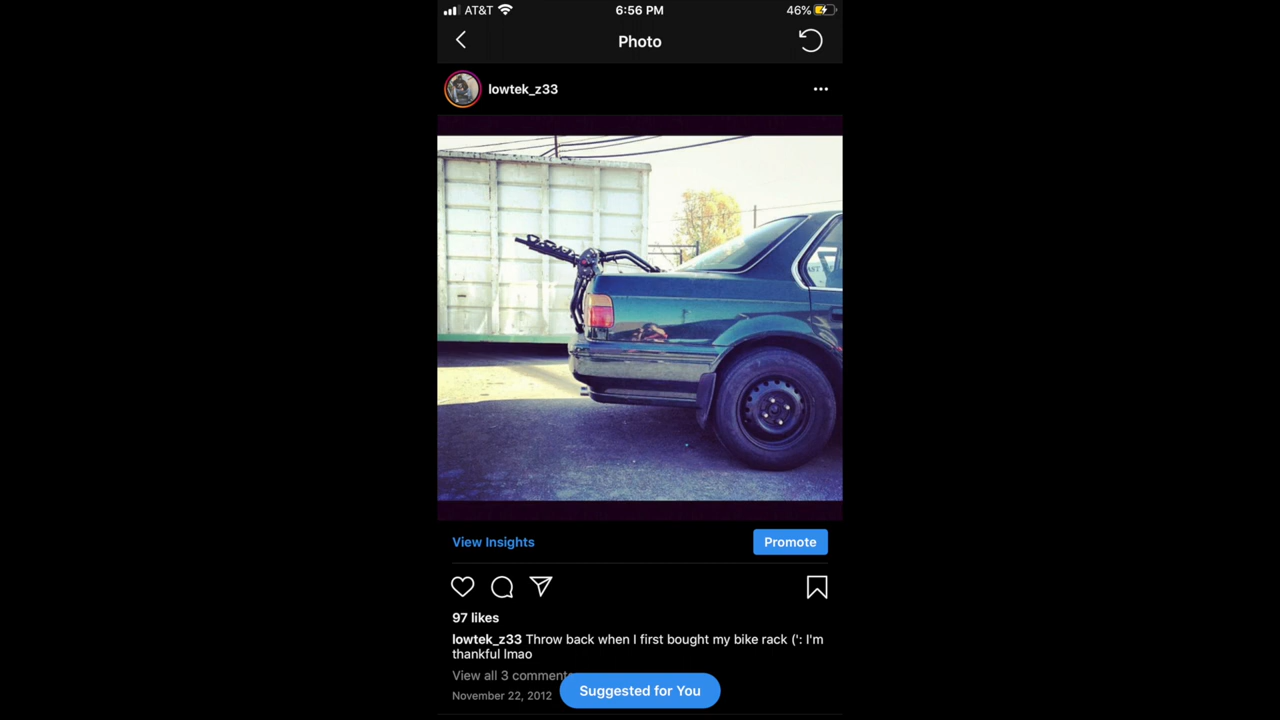 AT&T 6:56 PM 46%
Photo
lowtek_z33
View Insights Promote
97 likes
lowtek_z33 Throw back when I first bought my bike rack (': I'm
thankful lmao
View all 3 comments
Suggested for You
November 22, 2012